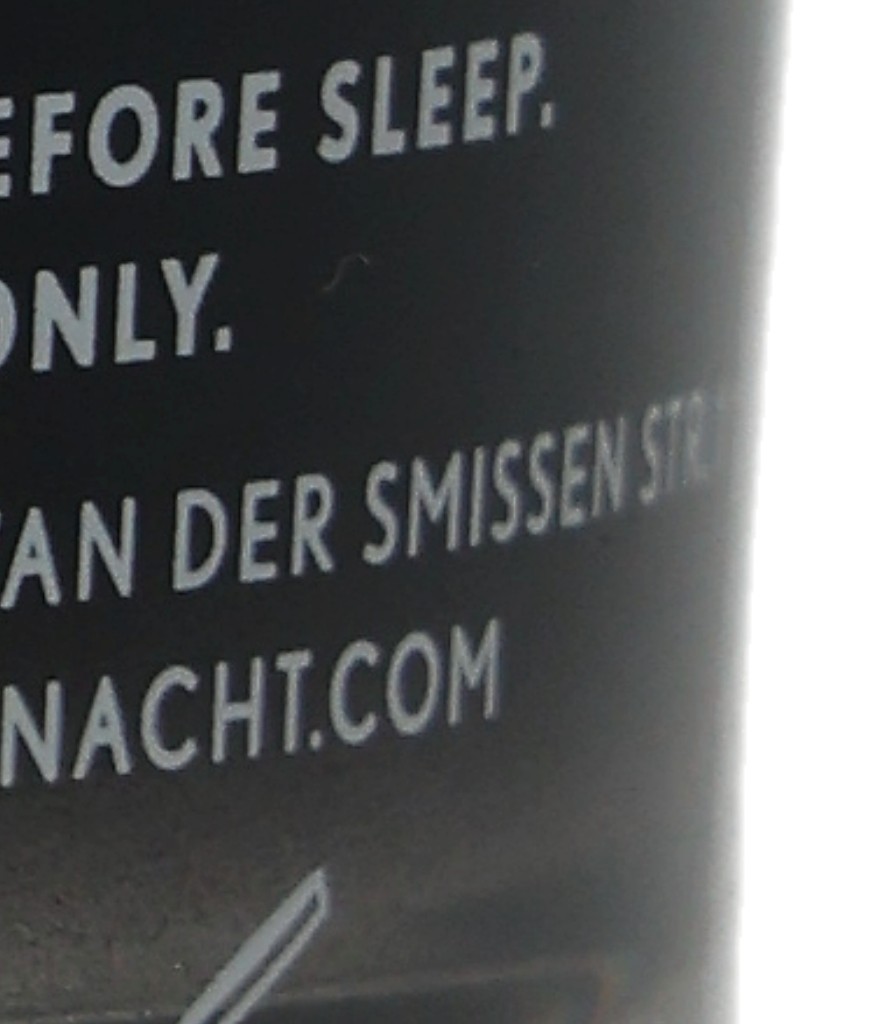 EFORE SLEEP.
ONLY.
AN DER SMISSEN STR.
NACHT.COM